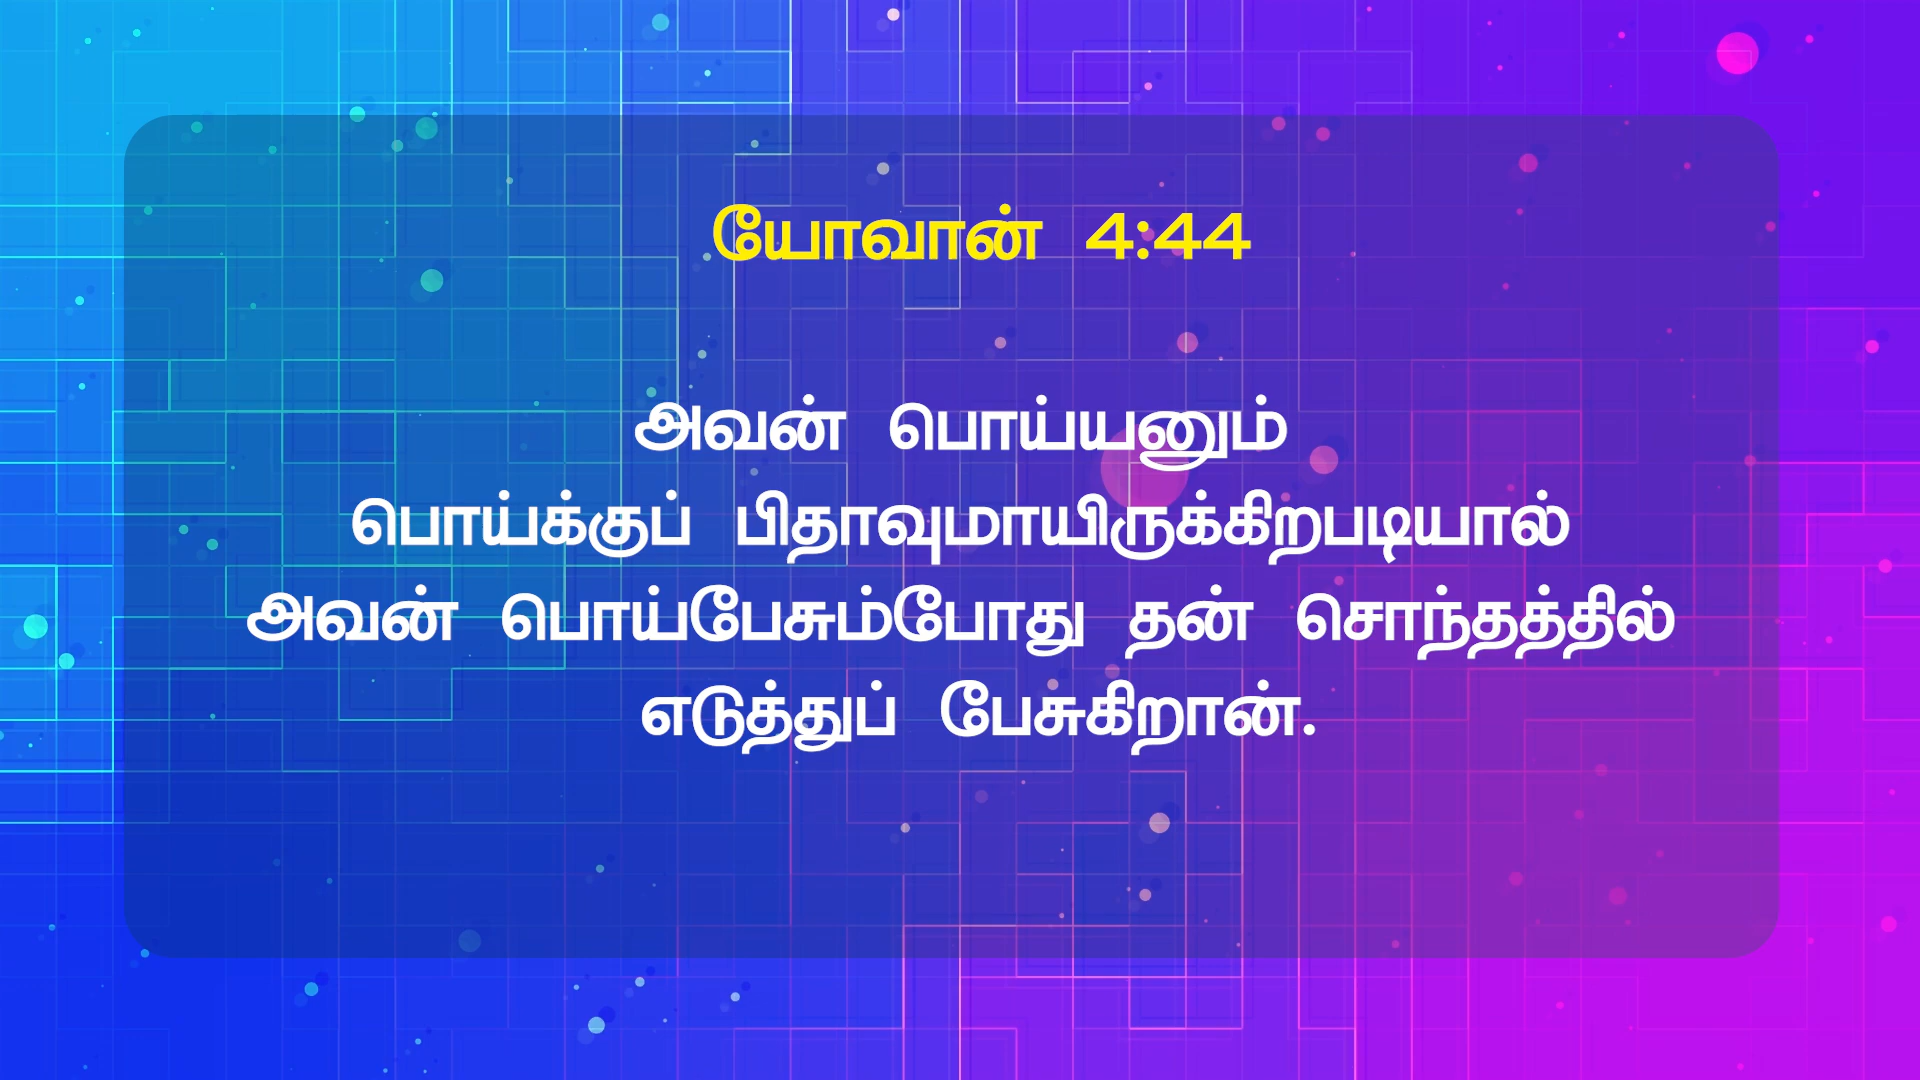 யோவான் 4:44
அவன் பொய்யனும்
பொய்க்குப் பிதாவுமாயிருக்கிறபடியால்
அவன் பொய்பேசும்போது தன் சொந்தத்தில்
எடுத்துப் பேசுகிறான்.